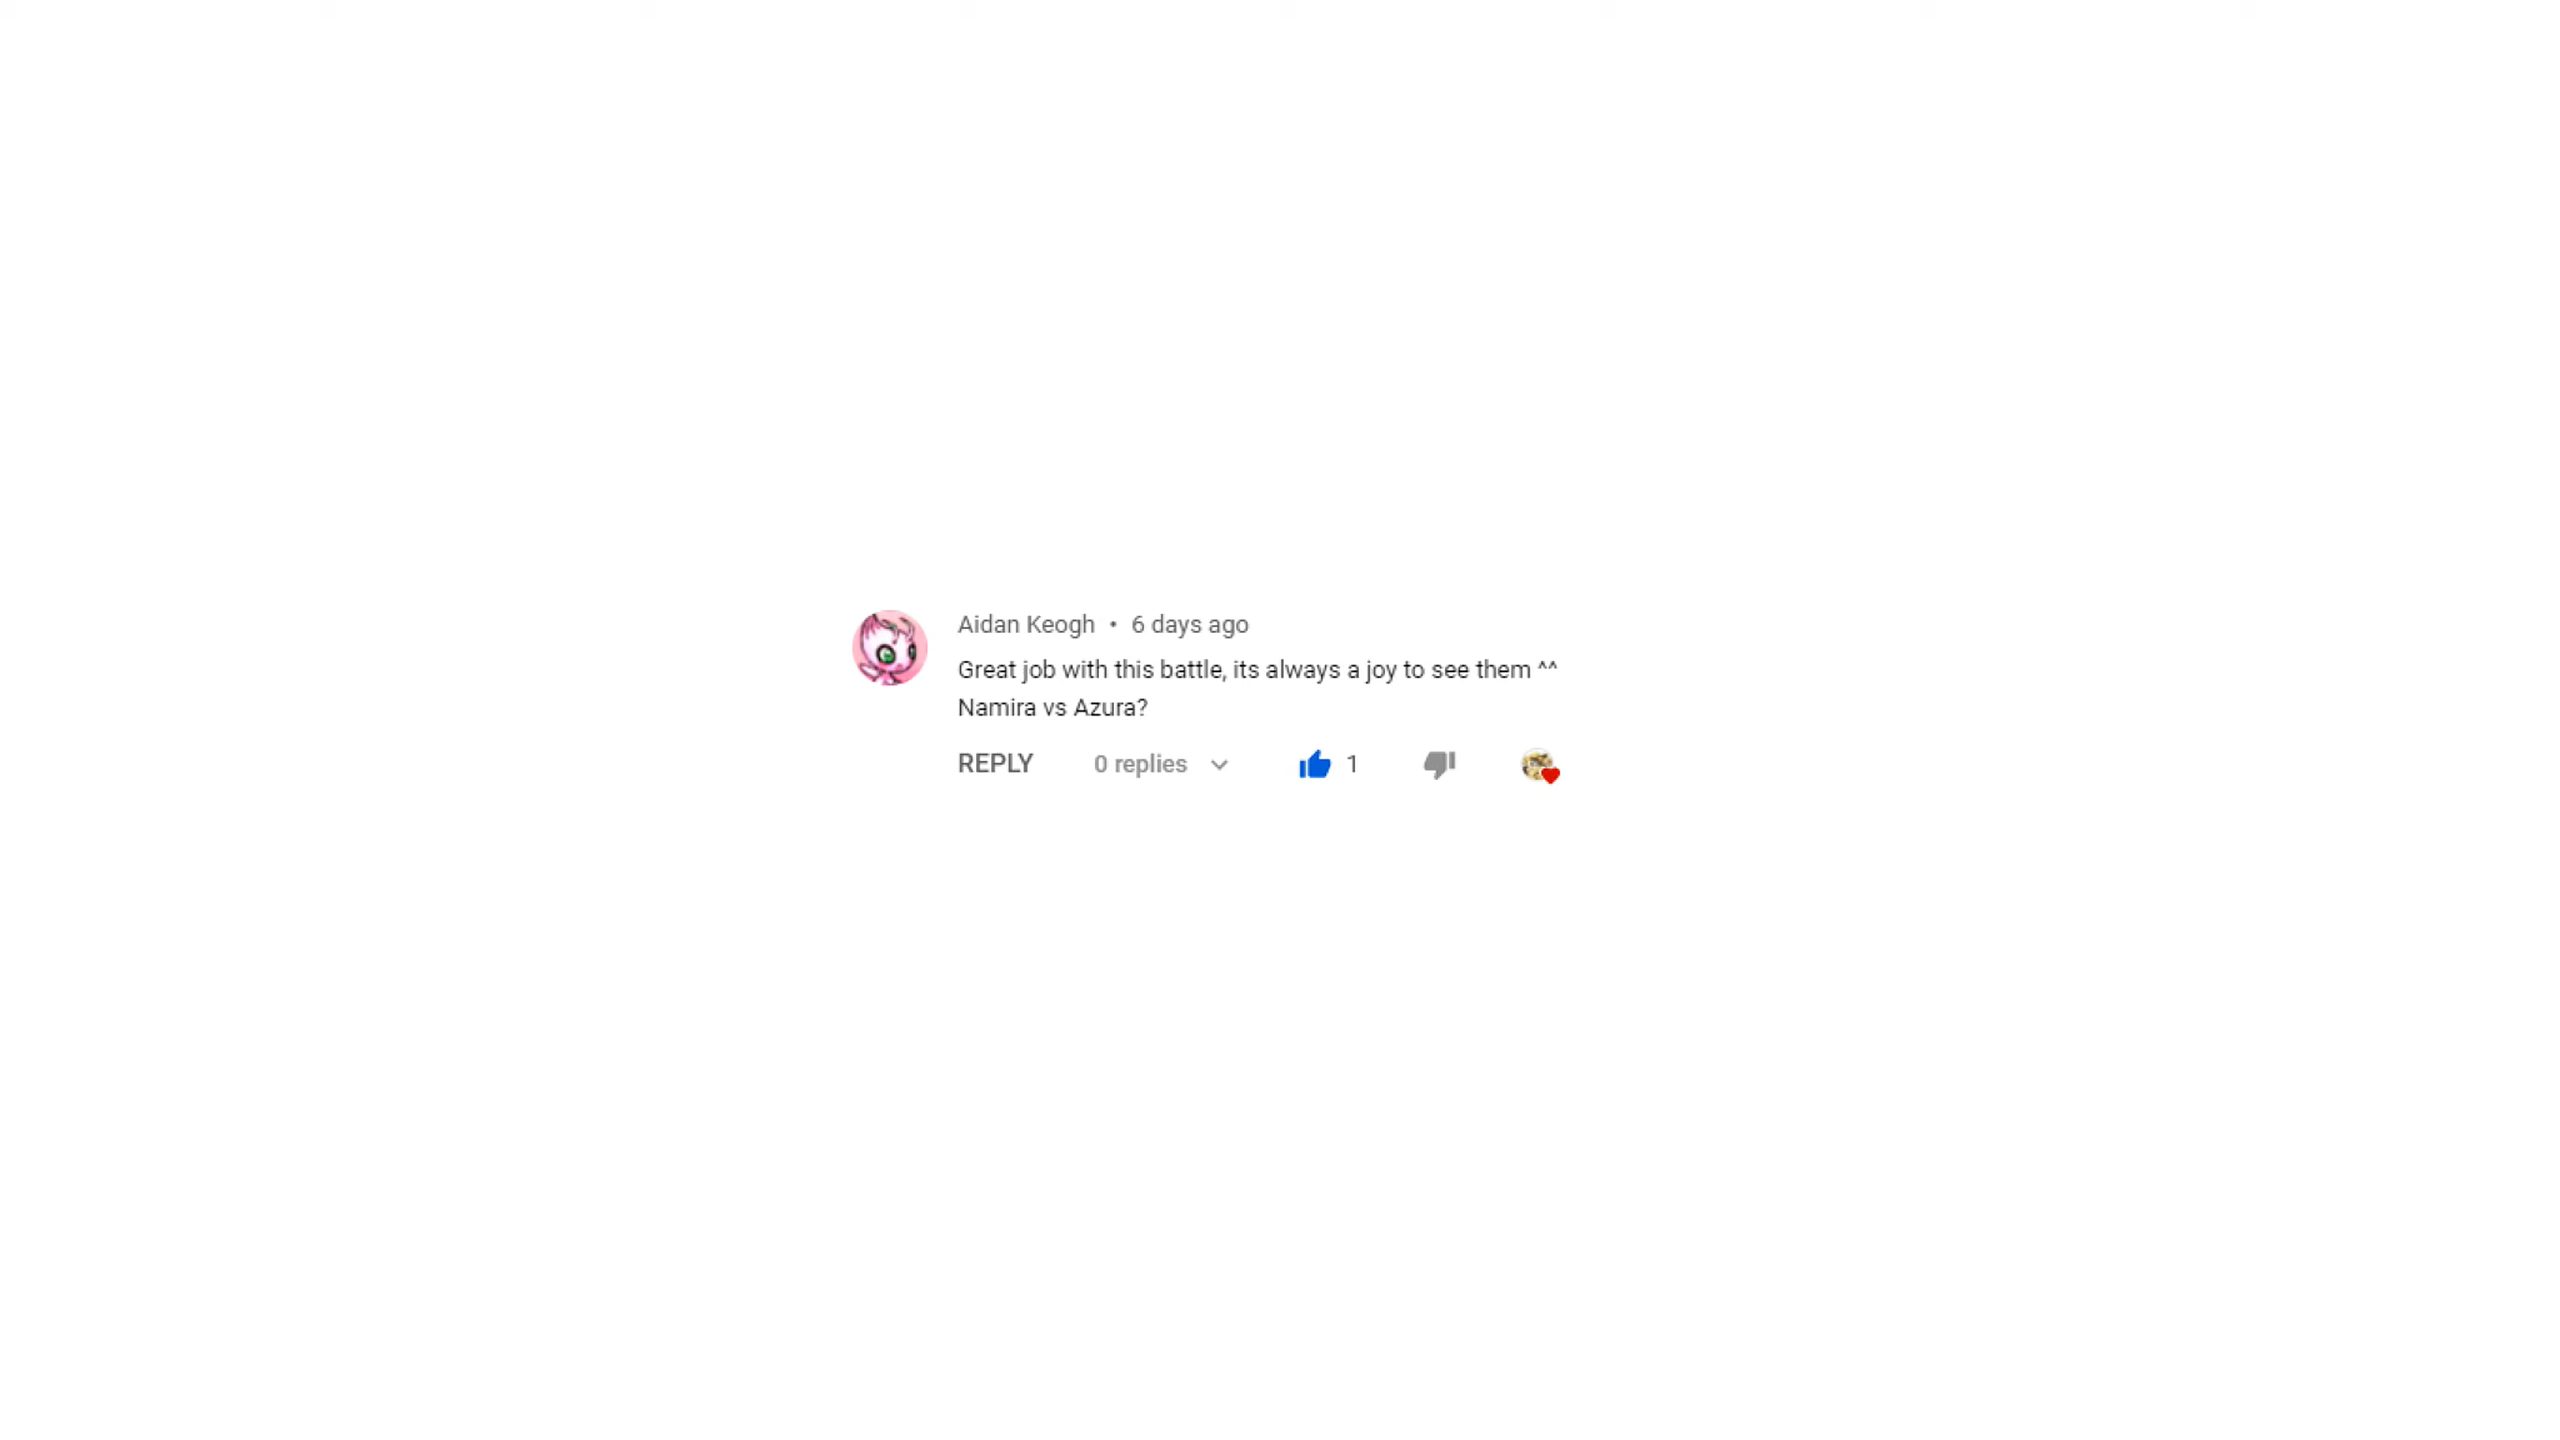 Aidan Keogh • 6 days ago
Great job with this battle, its always a joy to see them ^^
Namira vs Azura?
REPLY 0 replies 1